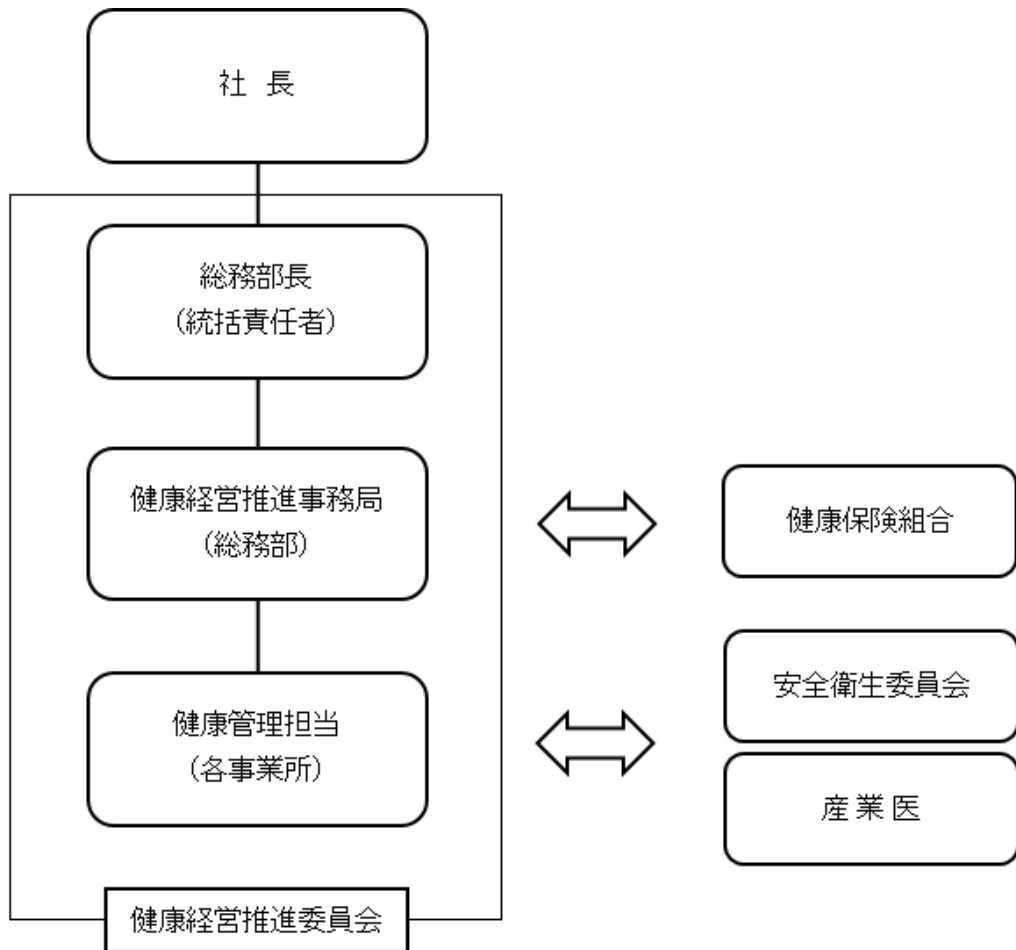 社 長
総務部長
（統括責任者）
健康経営推進事務局
（総務部）
健康保険組合
健康管理担当
（各事業所）
安全衛生委員会
産 業 医
健康経営推進委員会